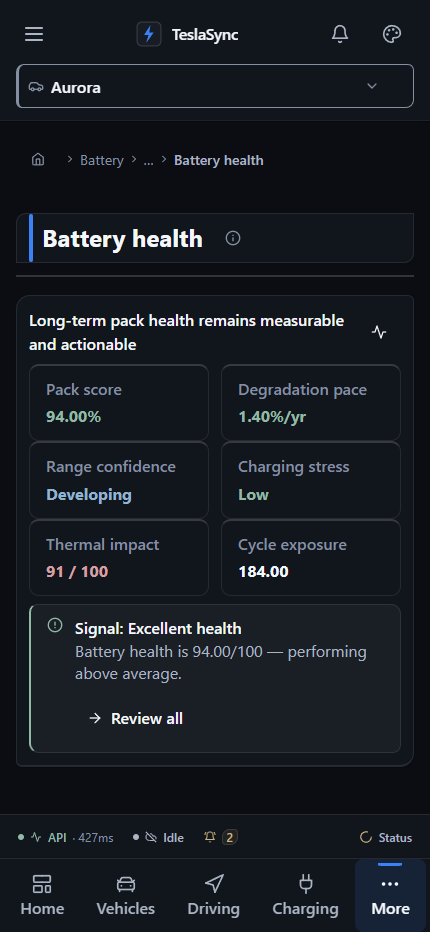 TeslaSync
Aurora
Battery
...
Battery health
Battery health
Long-term pack health remains measurable
and actionable
Pack score
94.00%
Degradation pace
1.40%/yr
Range confidence
Developing
Charging stress
Low
Thermal impact
91 / 100
Cycle exposure
184.00
Signal: Excellent health
Battery health is 94.00/100 — performing
above average.
Review all
API · 427ms
Idle
2
Status
Home
Vehicles
Driving
Charging
More